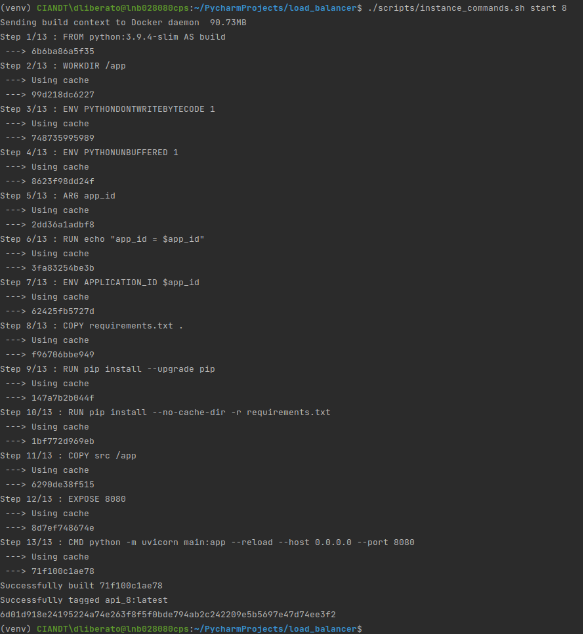 (venv) CIANDT\dliberato@lnb028080cps:~/PycharmProjects/load_balancer$ ./scripts/instance_commands.sh start 8
Sending build context to Docker daemon  90.73MB
Step 1/13 : FROM python:3.9.4-slim AS build
 ---> 6b6ba86a5f35
Step 2/13 : WORKDIR /app
 ---> Using cache
 ---> 99d218dc6227
Step 3/13 : ENV PYTHONDONTWRITEBYTECODE 1
 ---> Using cache
 ---> 748735995989
Step 4/13 : ENV PYTHONUNBUFFERED 1
 ---> Using cache
 ---> 8623f98dd24f
Step 5/13 : ARG app_id
 ---> Using cache
 ---> 2dd36a1adbf8
Step 6/13 : RUN echo "app_id = $app_id"
 ---> Using cache
 ---> 3fa83254be3b
Step 7/13 : ENV APPLICATION_ID $app_id
 ---> Using cache
 ---> 62425fb5727d
Step 8/13 : COPY requirements.txt .
 ---> Using cache
 ---> f96706bbe949
Step 9/13 : RUN pip install --upgrade pip
 ---> Using cache
 ---> 147a7b2b044f
Step 10/13 : RUN pip install --no-cache-dir -r requirements.txt
 ---> Using cache
 ---> 1bf772d969eb
Step 11/13 : COPY src /app
 ---> Using cache
 ---> 6290de38f515
Step 12/13 : EXPOSE 8080
 ---> Using cache
 ---> 8d7ef748674e
Step 13/13 : CMD python -m uvicorn main:app --reload --host 0.0.0.0 --port 8080
 ---> Using cache
 ---> 71f100c1ae78
Successfully built 71f100c1ae78
Successfully tagged api_8:latest
6d01d918e24195224a74e263f8f5f0bde794ab2c242209e5b5697e47d74ee3f2
(venv) CIANDT\dliberato@lnb028080cps:~/PycharmProjects/load_balancer$